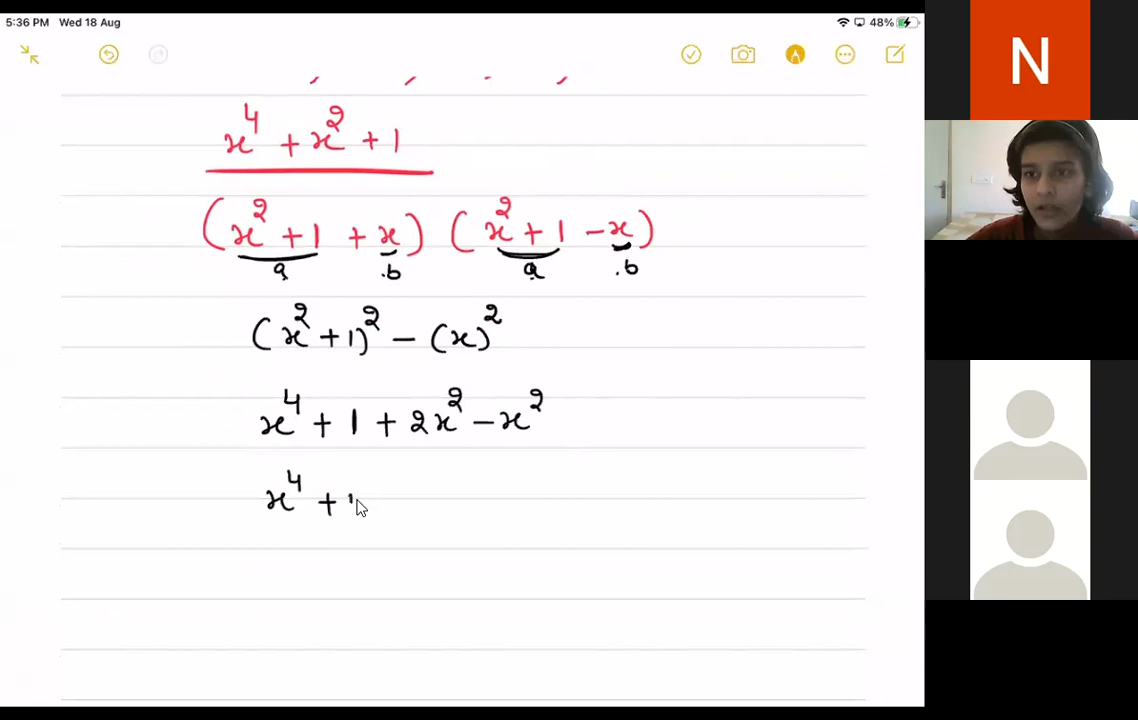 5:36 PM Wed 18 Aug
48%
N
x⁴ + x² + 1
(x² + 1 + x) (x² + 1 - x)
a .b a .b
(x² + 1)² - (x)²
x⁴ + 1 + 2x² - x²
x⁴ +